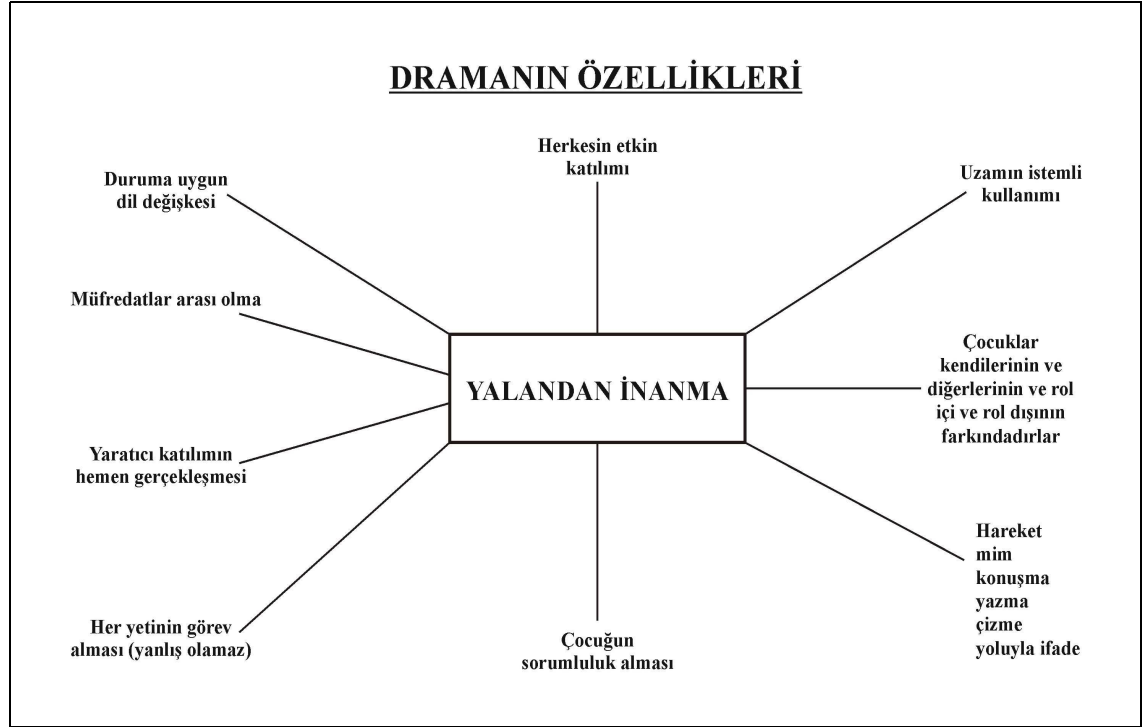 DRAMANIN ÖZELLİKLERİ
Herkesin etkin
katılımı
Duruma uygun
dil değişkesi
Uzamın istemli
kullanımı
Müfredatlar arası olma
YALANDAN İNANMA
Çocuklar
kendilerinin ve
diğerlerinin ve rol
içi ve rol dışının
farkındadırlar
Yaratıcı katılımın
hemen gerçekleşmesi
Her yetinin görev
alması (yanlış olamaz)
Çocuğun
sorumluluk alması
Hareket
mim
konuşma
yazma
çizme
yoluyla ifade